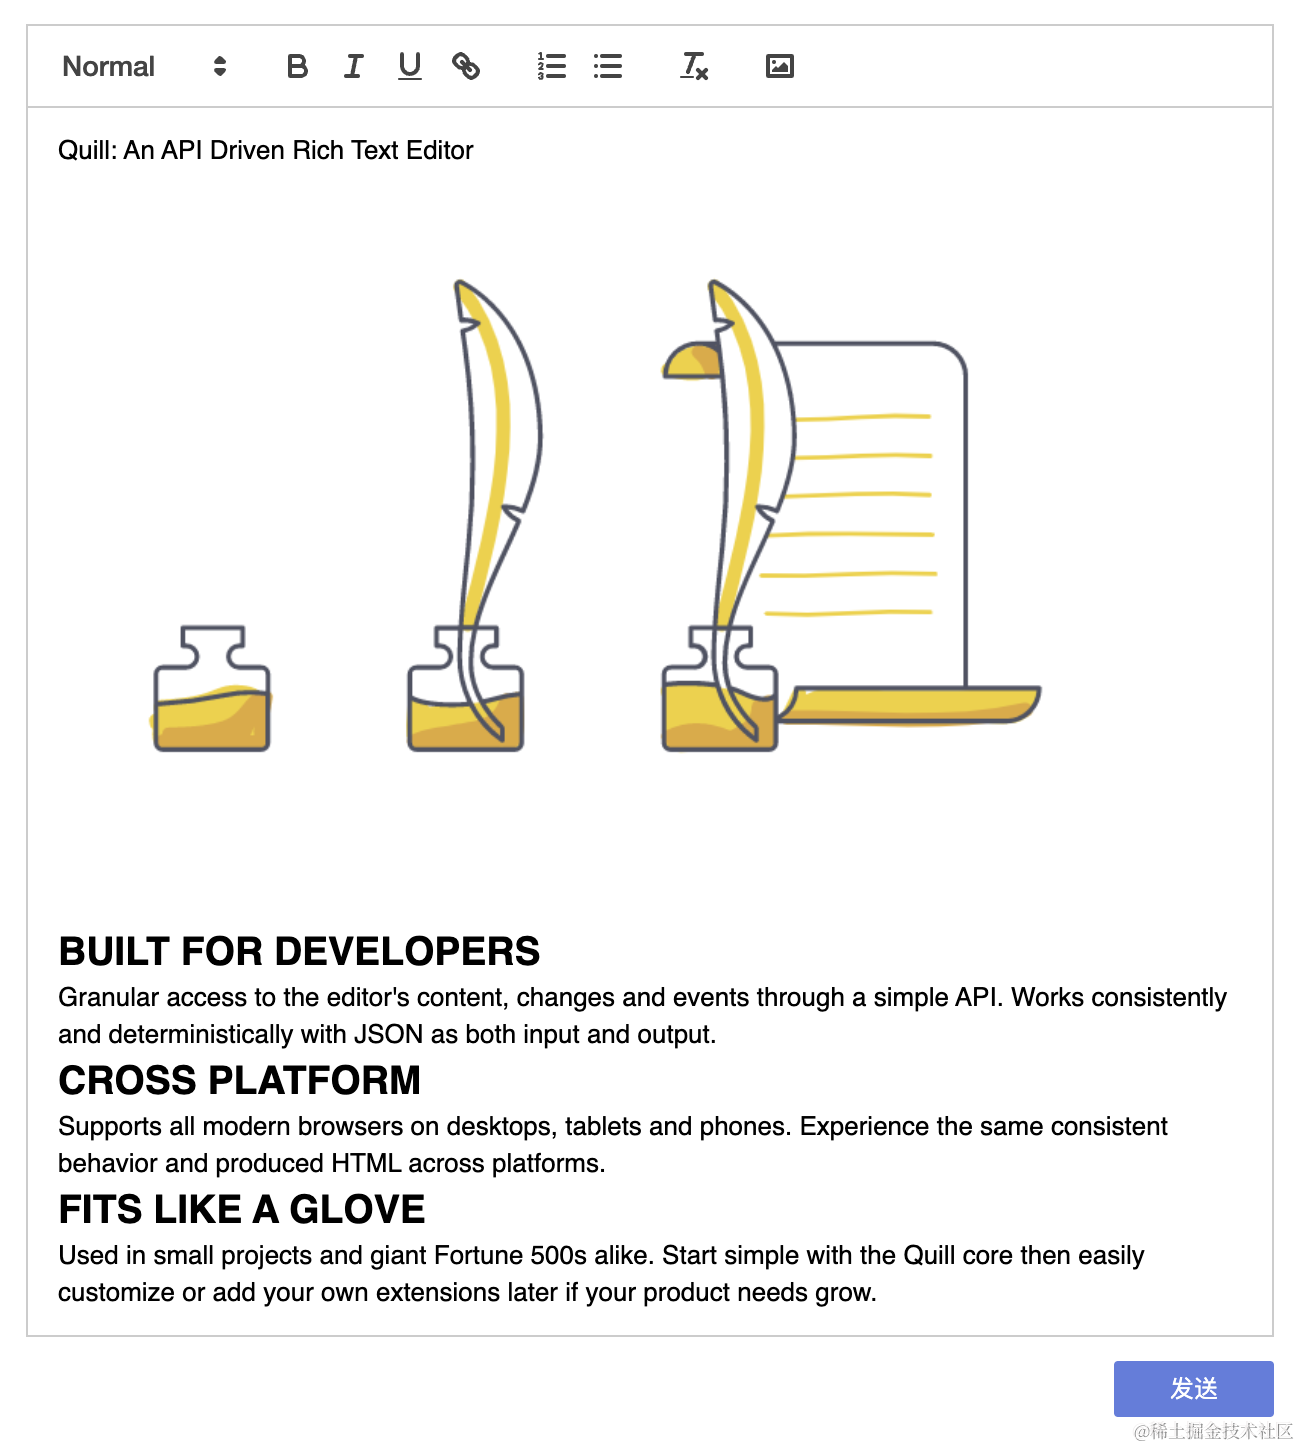 Normal
Quill: An API Driven Rich Text Editor
BUILT FOR DEVELOPERS
Granular access to the editor's content, changes and events through a simple API. Works consistently
and deterministically with JSON as both input and output.
CROSS PLATFORM
Supports all modern browsers on desktops, tablets and phones. Experience the same consistent
behavior and produced HTML across platforms.
FITS LIKE A GLOVE
Used in small projects and giant Fortune 500s alike. Start simple with the Quill core then easily
customize or add your own extensions later if your product needs grow.
发送
@稀土掘金技术社区